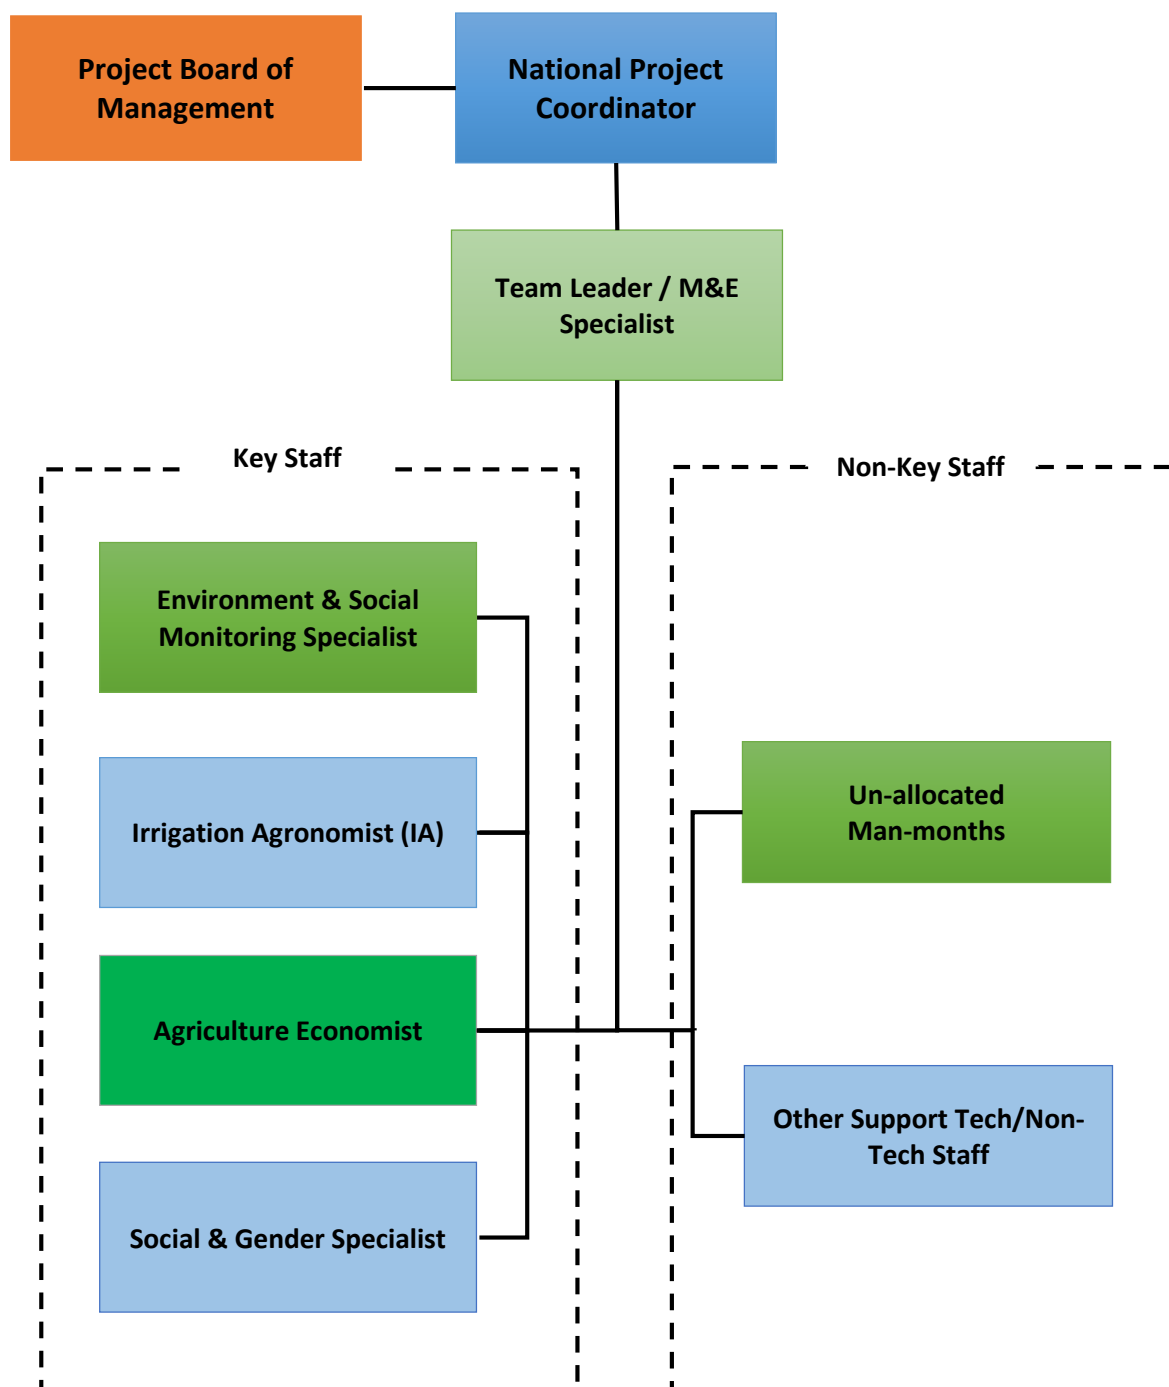 Project Board of
Management
National Project
Coordinator
Team Leader / M&E
Specialist
Key Staff
Non-Key Staff
Environment & Social
Monitoring Specialist
Irrigation Agronomist (IA)
Agriculture Economist
Social & Gender Specialist
Un-allocated
Man-months
Other Support Tech/Non-
Tech Staff